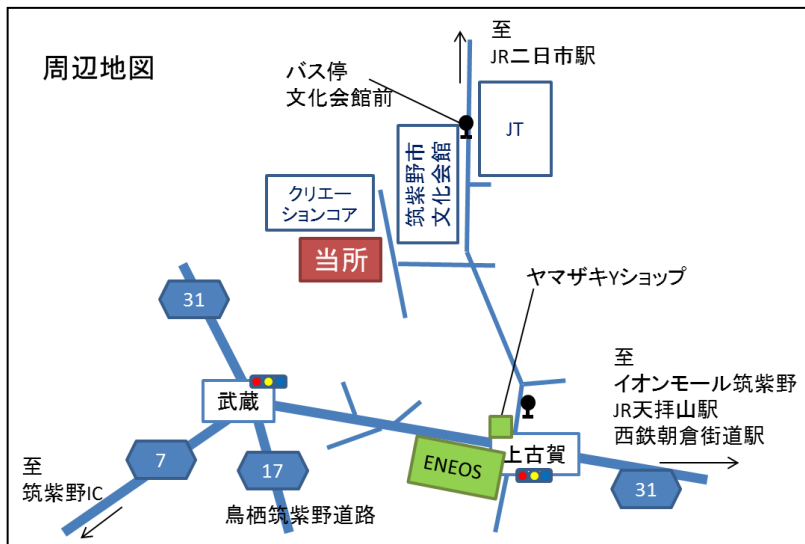 周辺地図
至
JR二日市駅
バス停
文化会館前
JT
筑紫野市
文化会館
クリエー
ションコア
当所
ヤマザキYショップ
31
至
イオンモール筑紫野
JR天拝山駅
西鉄朝倉街道駅
武蔵
上古賀
ENEOS
7
17
31
至
筑紫野IC
鳥栖筑紫野道路